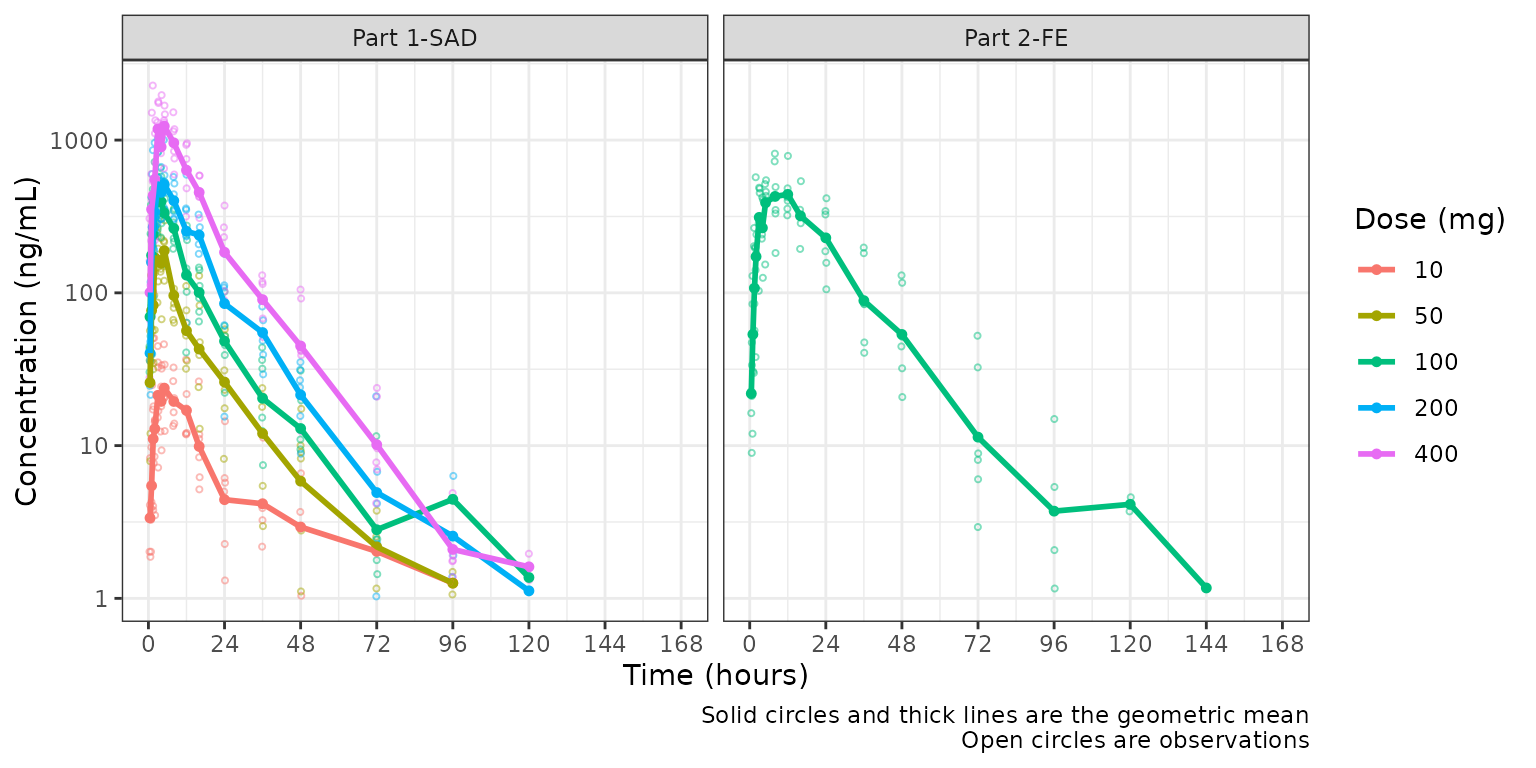 Part 1-SAD
Part 2-FE
Concentration (ng/mL)
1000
100
10
1
0 24 48 72 96 120 144 168
0 24 48 72 96 120 144 168
Time (hours)
Dose (mg)
10
50
100
200
400
Solid circles and thick lines are the geometric mean
Open circles are observations